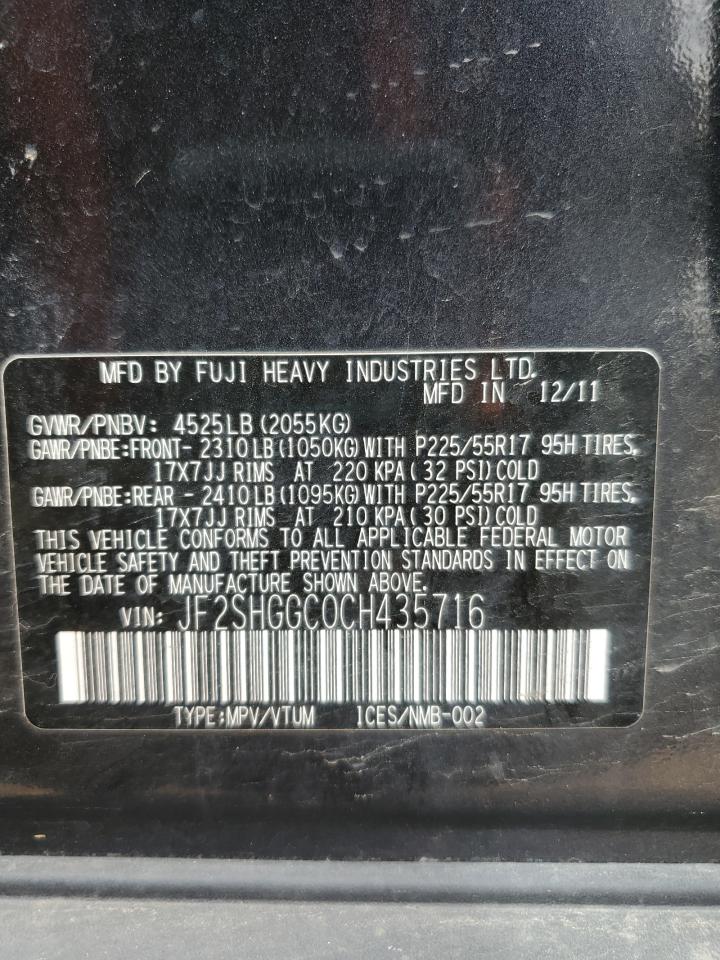 MFD BY FUJI HEAVY INDUSTRIES LTD.
MFD IN 12/11
GVWR/PNBV: 4525LB(2055KG)
GAWR/PNBE:FRONT- 2310LB(1050KG)WITH P225/55R17 95H TIRES,
17X7JJ RIMS AT 220 KPA(32 PSI)COLD
GAWR/PNBE:REAR - 2410LB(1095KG)WITH P225/55R17 95H TIRES,
17X7JJ RIMS AT 210 KPA(30 PSI)COLD
THIS VEHICLE CONFORMS TO ALL APPLICABLE FEDERAL MOTOR
VEHICLE SAFETY AND THEFT PREVENTION STANDARDS IN EFFECT ON
THE DATE OF MANUFACTURE SHOWN ABOVE.
VIN: JF2SHGGC0CH435716
TYPE:MPV/VTUM ICES/NMB-002